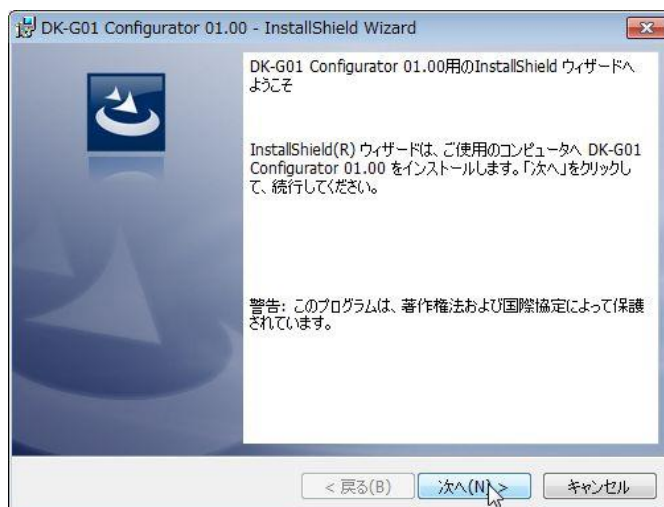 DK-G01 Configurator 01.00 - InstallShield Wizard
DK-G01 Configurator 01.00用のInstallShield ウィザードへ
ようこそ
InstallShield(R) ウィザードは、ご使用のコンピュータへ DK-G01
Configurator 01.00 をインストールします。「次へ」をクリックし
て、続行してください。
警告: このプログラムは、著作権法および国際協定によって保護
されています。
< 戻る(B)
次へ(N) >
キャンセル